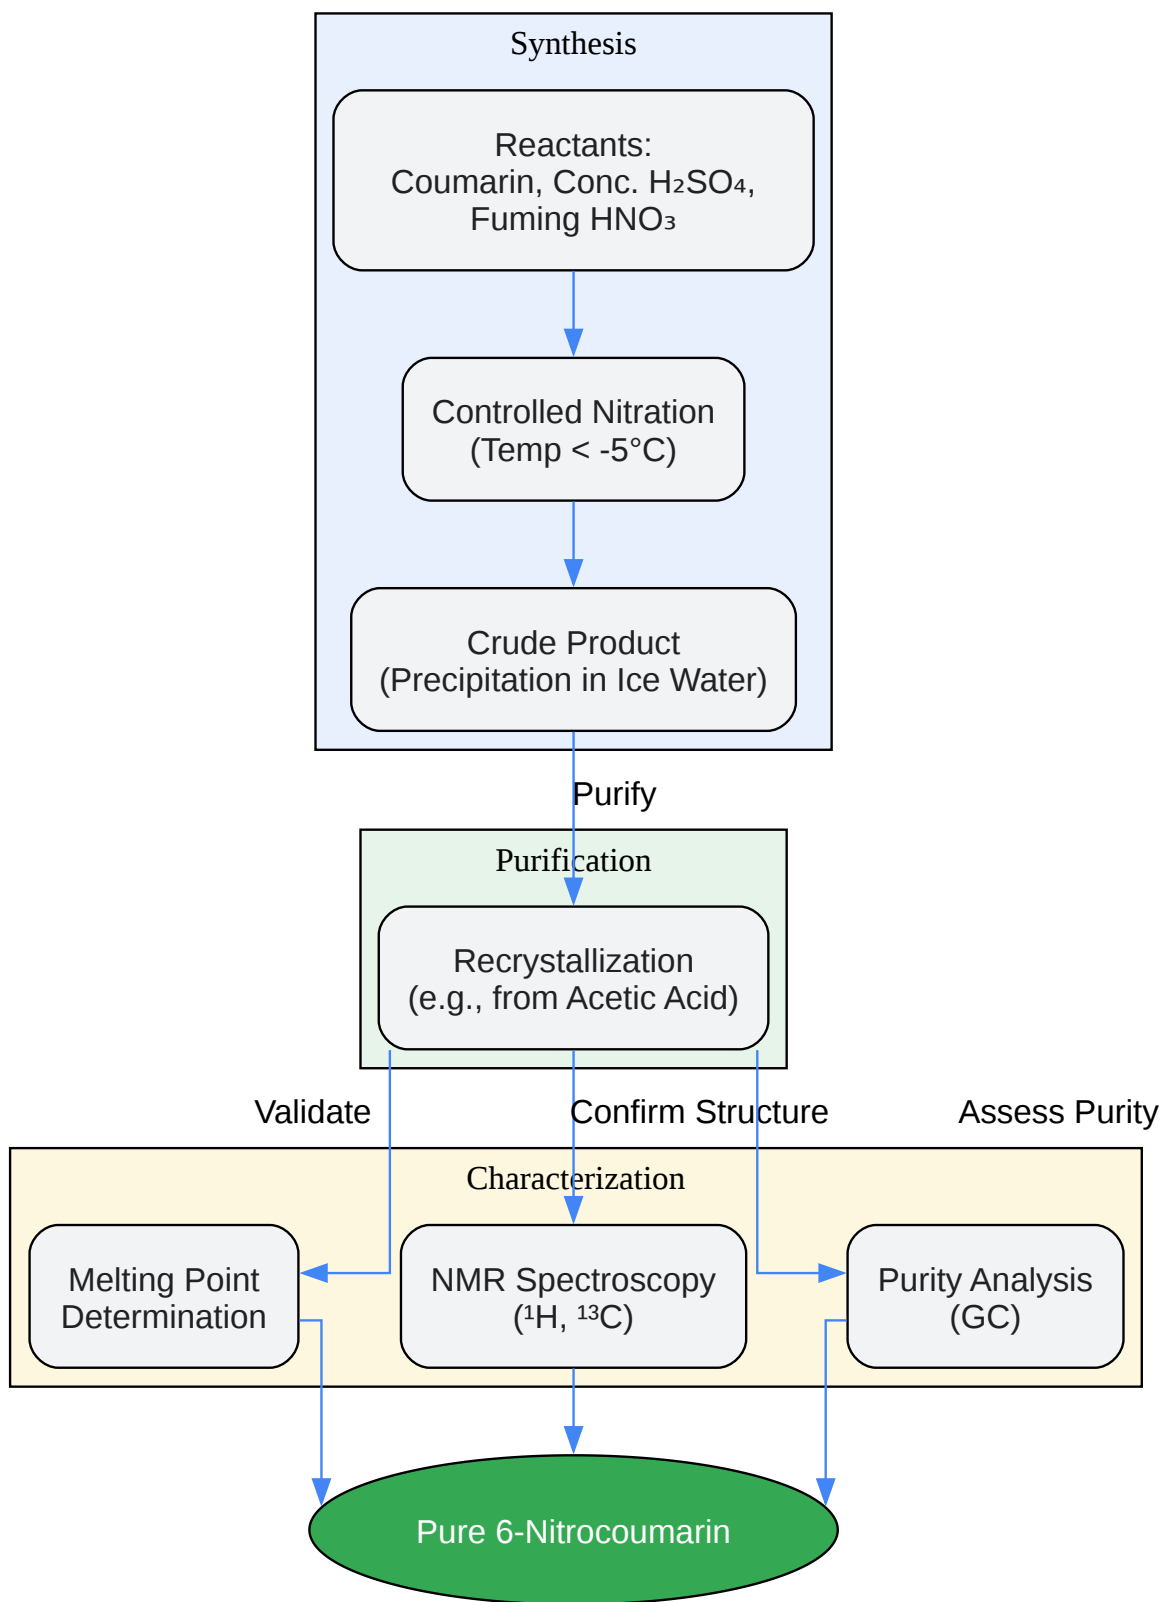 Synthesis
Reactants:
Coumarin, Conc. H₂SO₄,
Fuming HNO₃
Controlled Nitration
(Temp < -5°C)
Crude Product
(Precipitation in Ice Water)
Purify
Purification
Recrystallization
(e.g., from Acetic Acid)
Validate
Confirm Structure
Assess Purity
Characterization
Melting Point
Determination
NMR Spectroscopy
(¹H, ¹³C)
Purity Analysis
(GC)
Pure 6-Nitrocoumarin